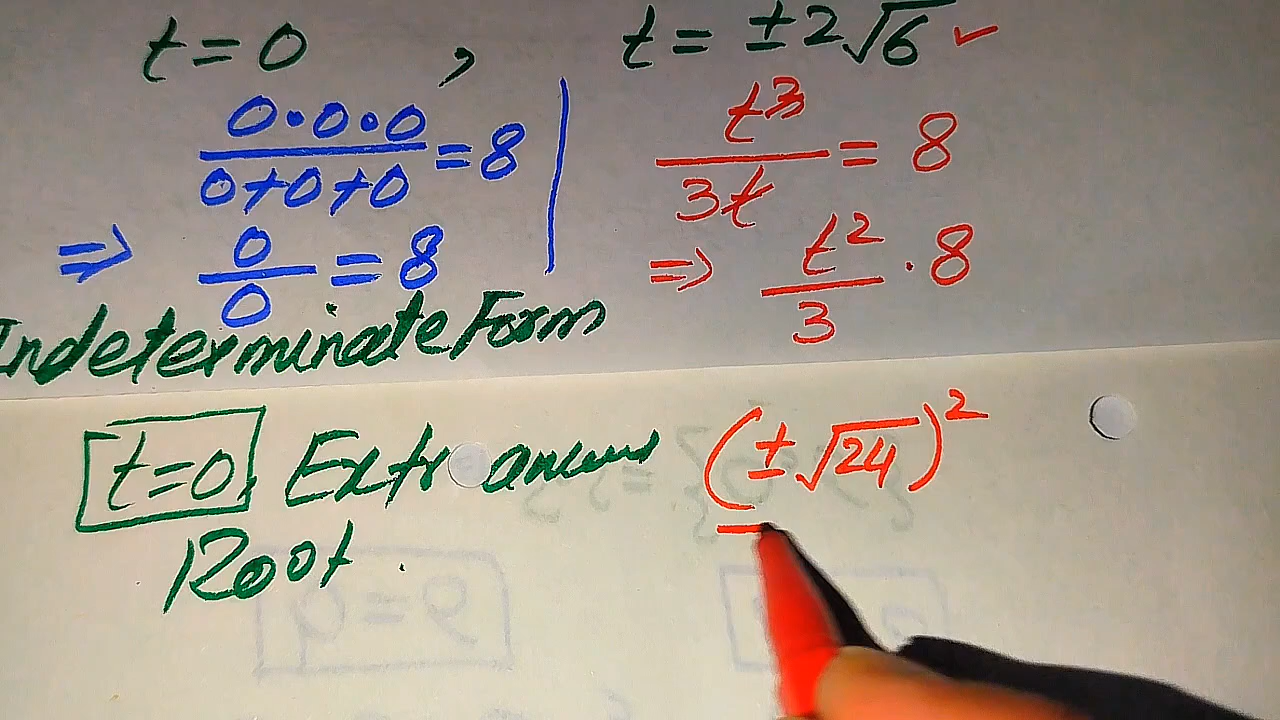 t = 0 , t = ±2√6 ✓
0·0·0 / 0+0+0 = 8
⇒ 0/0 = 8
Indeterminate Form
t=0 Extraneous
Root .
t³ / 3t = 8
⇒ t²/3 · 8
(±√24)²